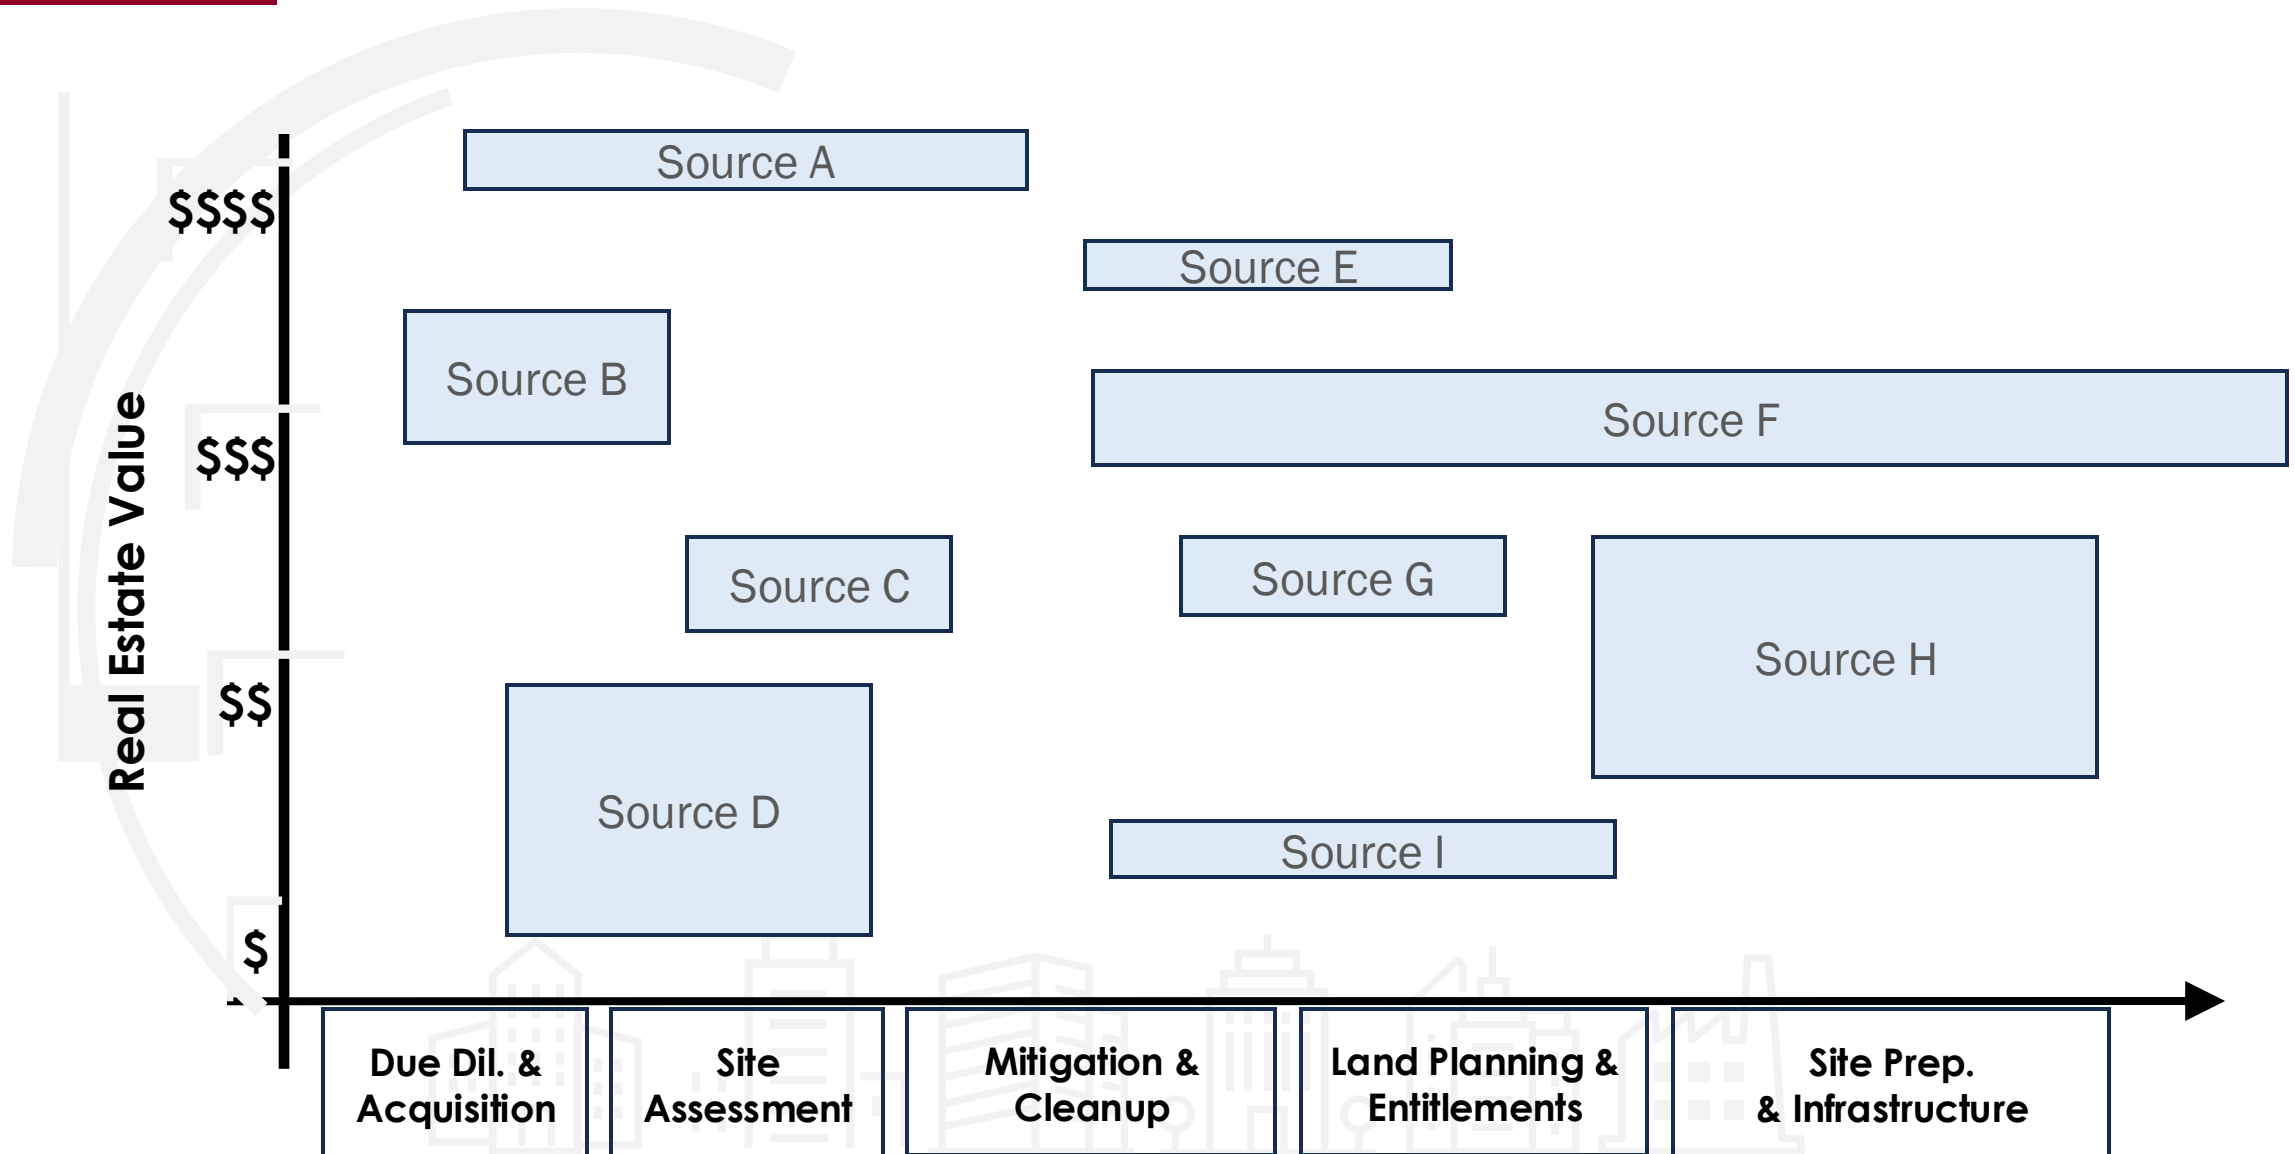 Source A
$$$$
Source E
Source B
Source F
$$$
Real Estate Value
Source C
Source G
Source H
$$
Source D
Source I
$
Due Dil. &
Acquisition
Site
Assessment
Mitigation &
Cleanup
Land Planning &
Entitlements
Site Prep.
& Infrastructure